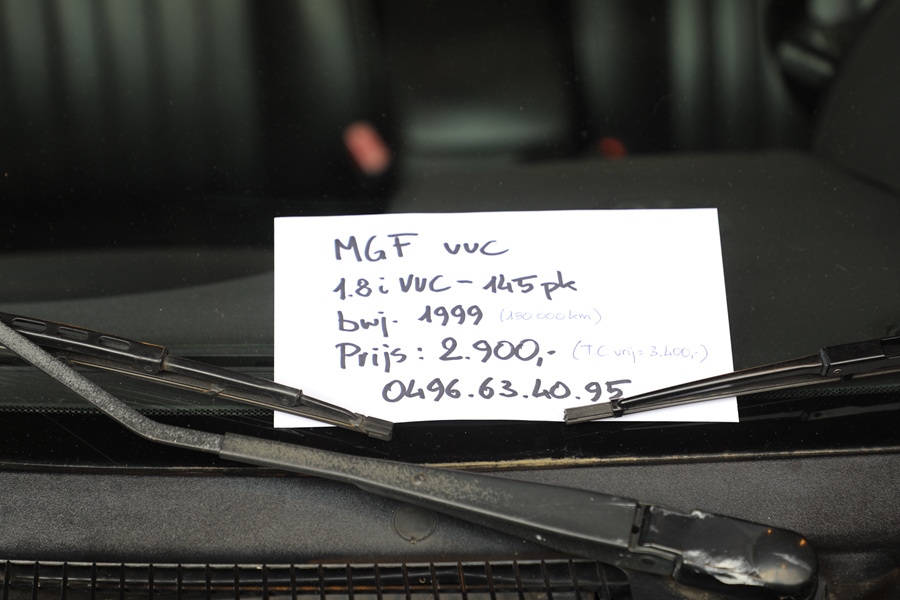 MGF VVC
1.8i VVC - 145 pk
bwj. 1999 (150 000 km)
Prijs: 2.900,- (T.C. vrij = 3.400,-)
0496.63.40.95